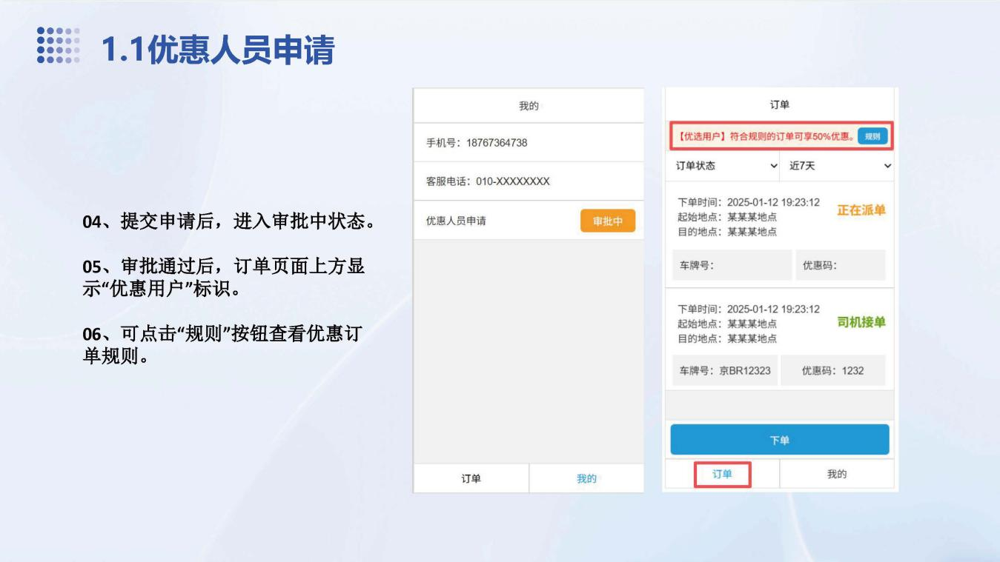 1.1优惠人员申请
04、提交申请后，进入审批中状态。
05、审批通过后，订单页面上方显
示“优惠用户”标识。
06、可点击“规则”按钮查看优惠订
单规则。
我的
手机号：18767364738
客服电话：010-XXXXXXXX
优惠人员申请
审批中
订单
我的
订单
【优选用户】符合规则的订单可享50%优惠。
规则
订单状态
近7天
下单时间：2025-01-12 19:23:12
起始地点：某某某地点
目的地点：某某某地点
正在派单
车牌号：
优惠码：
下单时间：2025-01-12 19:23:12
起始地点：某某某地点
目的地点：某某某地点
司机接单
车牌号：京BR12323
优惠码：1232
下单
订单
我的